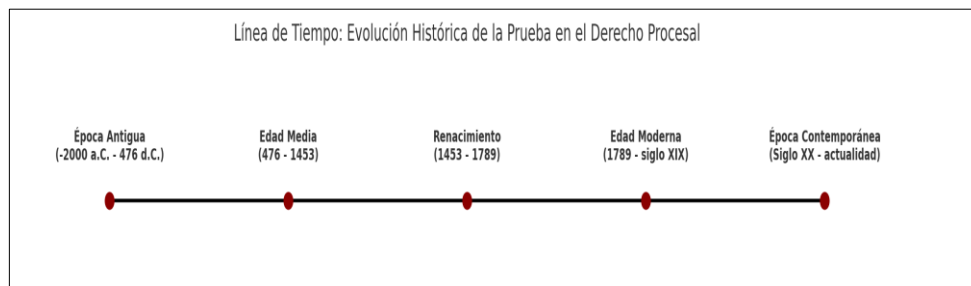 Línea de Tiempo: Evolución Histórica de la Prueba en el Derecho Procesal
Época Antigua
(-2000 a.C. - 476 d.C.)
Edad Media
(476 - 1453)
Renacimiento
(1453 - 1789)
Edad Moderna
(1789 - siglo XIX)
Época Contemporánea
(Siglo XX - actualidad)